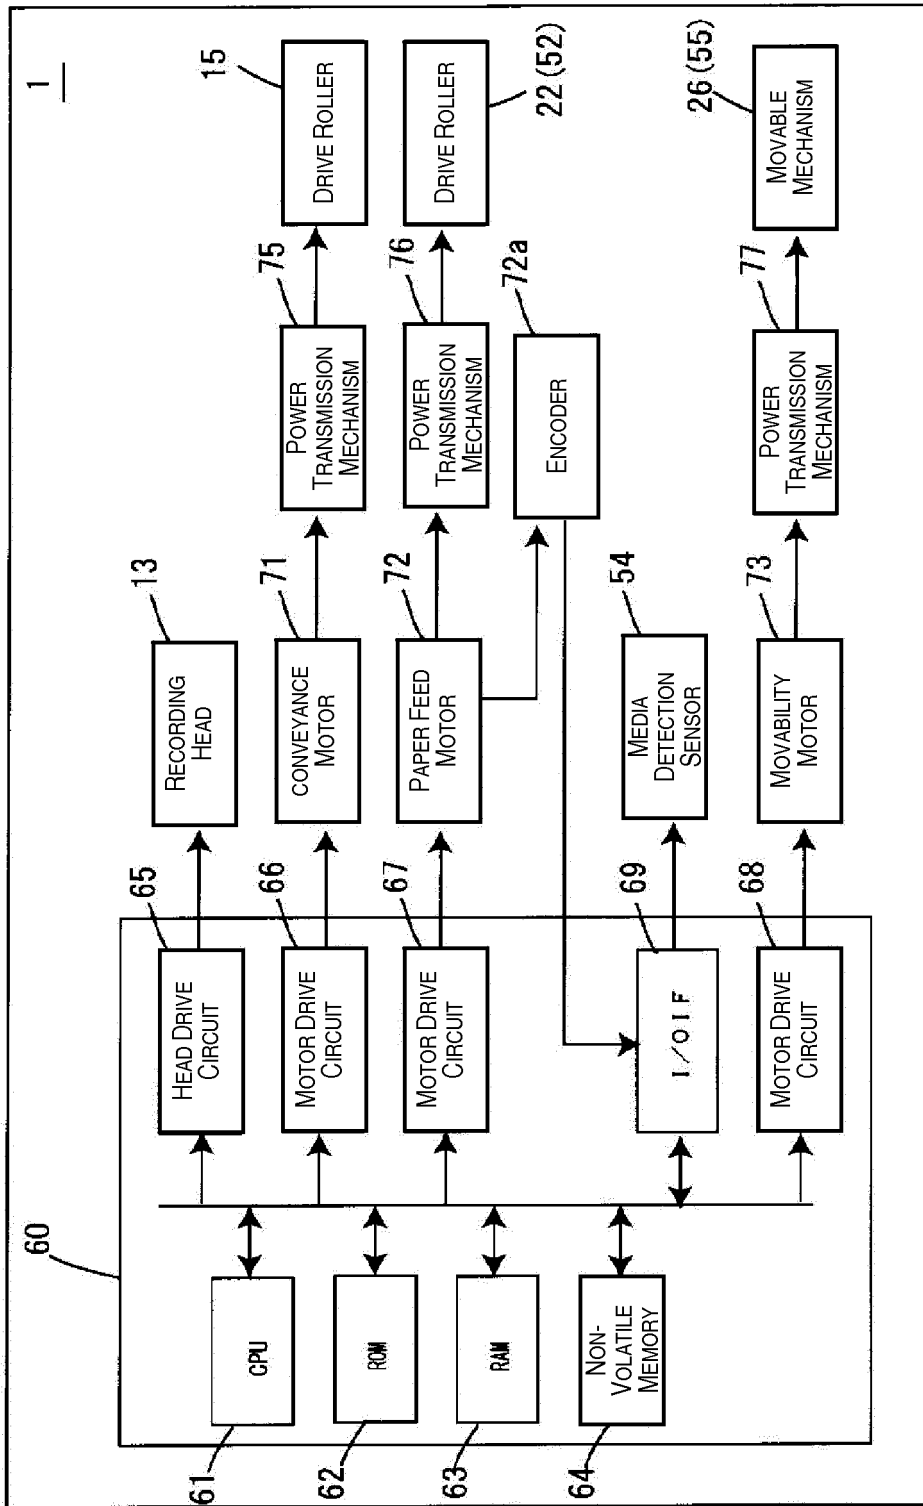 1
60
61
CPU
62
ROM
63
RAM
64
NON-
VOLATILE
MEMORY
65
HEAD DRIVE
CIRCUIT
13
RECORDING
HEAD
66
MOTOR DRIVE
CIRCUIT
71
CONVEYANCE
MOTOR
75
POWER
TRANSMISSION
MECHANISM
15
DRIVE ROLLER
67
MOTOR DRIVE
CIRCUIT
72
PAPER FEED
MOTOR
76
POWER
TRANSMISSION
MECHANISM
22 (52)
DRIVE ROLLER
72a
ENCODER
69
I/OIF
54
MEDIA
DETECTION
SENSOR
68
MOTOR DRIVE
CIRCUIT
73
MOVABILITY
MOTOR
77
POWER
TRANSMISSION
MECHANISM
26 (55)
MOVABLE
MECHANISM